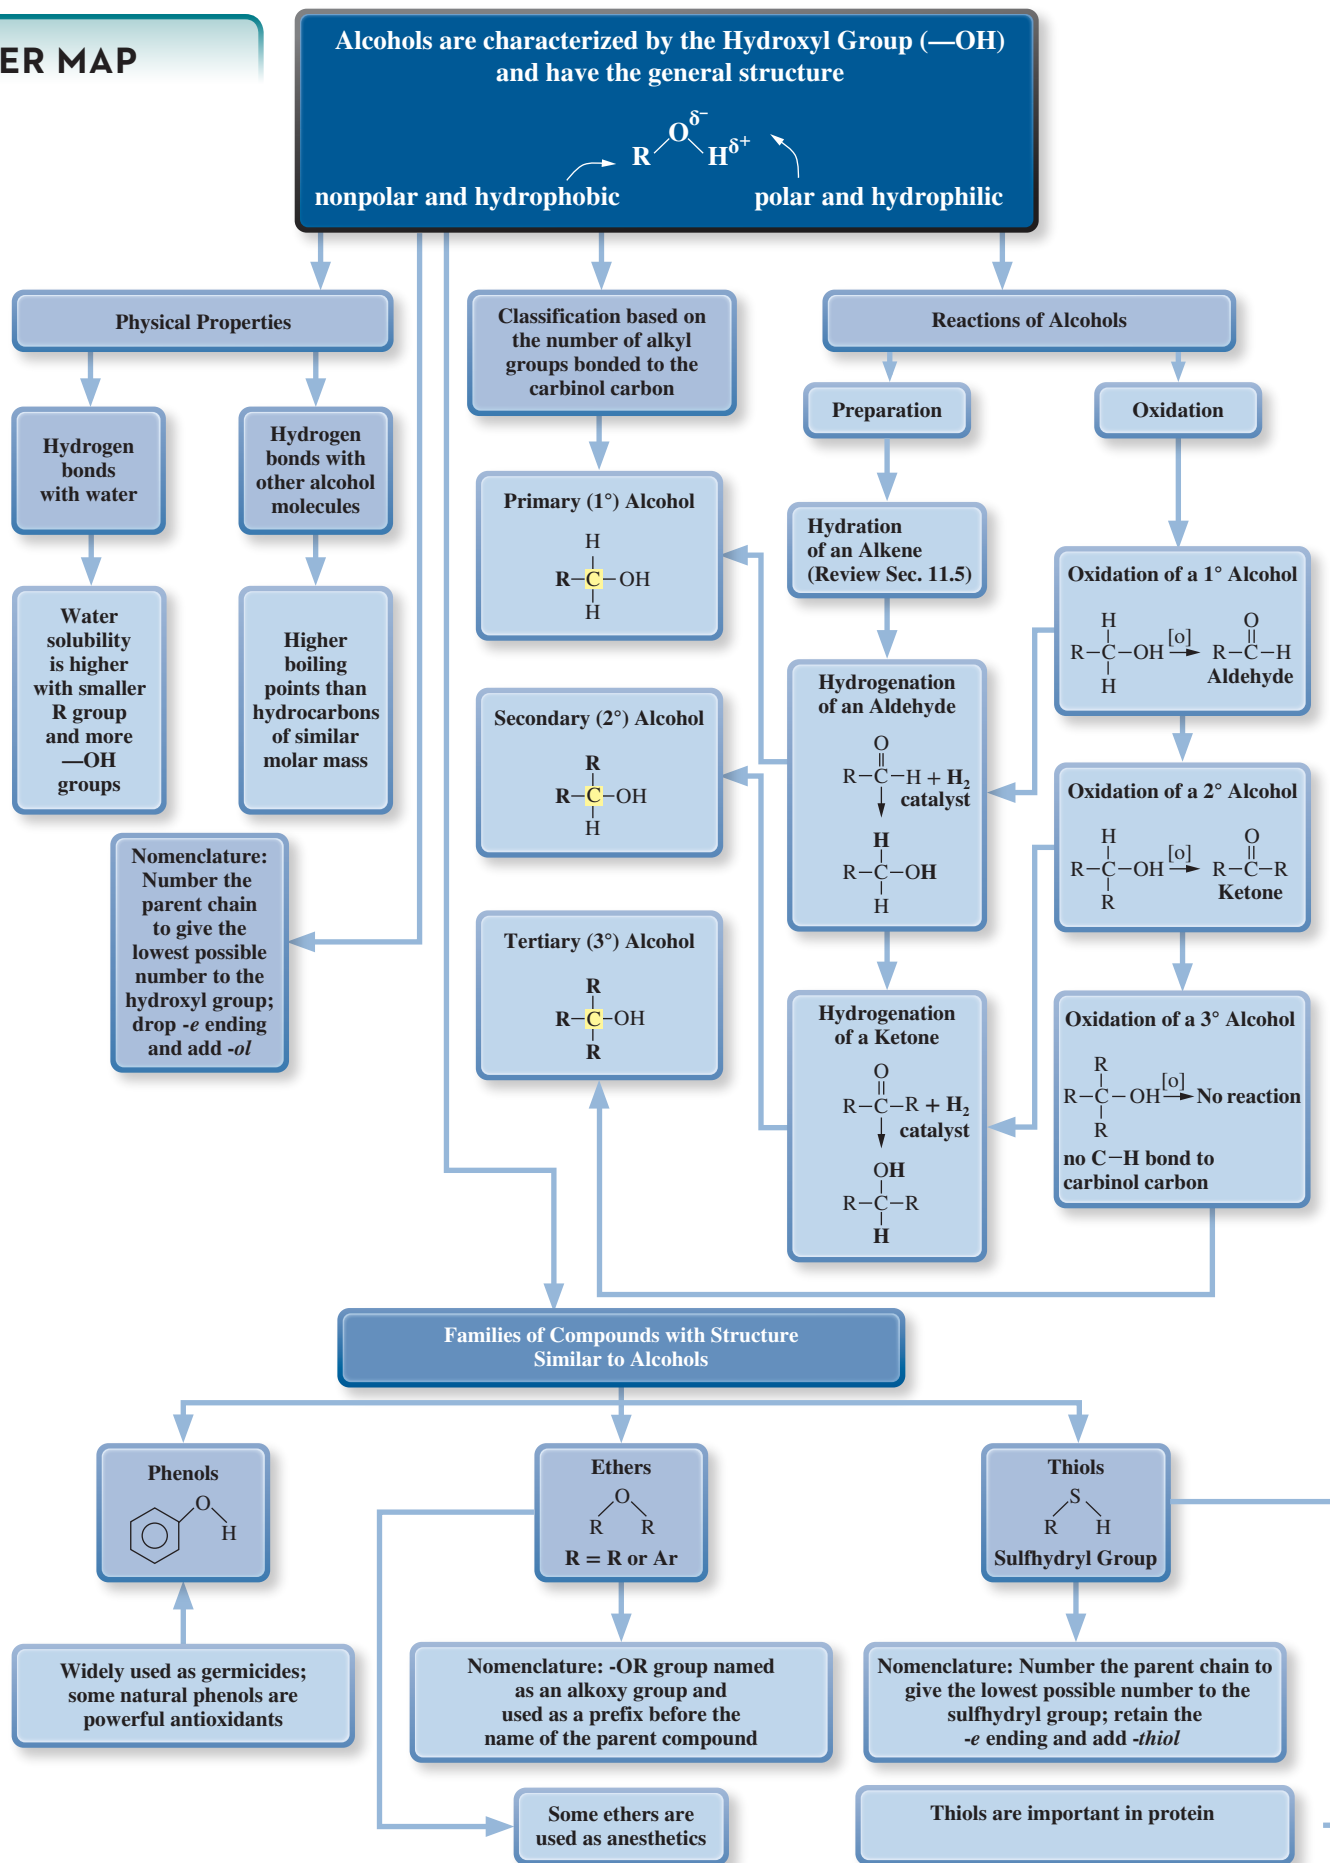 ER MAP
Alcohols are characterized by the Hydroxyl Group (—OH)
and have the general structure
R O δ− H δ+
nonpolar and hydrophobic
polar and hydrophilic
Physical Properties
Hydrogen
bonds
with water
Water
solubility
is higher
with smaller
R group
and more
—OH
groups
Hydrogen
bonds with
other alcohol
molecules
Higher
boiling
points than
hydrocarbons
of similar
molar mass
Nomenclature:
Number the
parent chain
to give the
lowest possible
number to the
hydroxyl group;
drop -e ending
and add -ol
Classification based on
the number of alkyl
groups bonded to the
carbinol carbon
Primary (1°) Alcohol
H
R–C–OH
H
Secondary (2°) Alcohol
R
R–C–OH
H
Tertiary (3°) Alcohol
R
R–C–OH
R
Reactions of Alcohols
Preparation
Hydration
of an Alkene
(Review Sec. 11.5)
Hydrogenation
of an Aldehyde
O
R–C–H + H2
catalyst
H
R–C–OH
H
Hydrogenation
of a Ketone
O
R–C–R + H2
catalyst
OH
R–C–R
H
Oxidation
Oxidation of a 1° Alcohol
H O
R–C–OH [o] → R–C–H
H Aldehyde
Oxidation of a 2° Alcohol
H O
R–C–OH [o] → R–C–R
R Ketone
Oxidation of a 3° Alcohol
R
R–C–OH [o] → No reaction
R
no C–H bond to
carbinol carbon
Families of Compounds with Structure
Similar to Alcohols
Phenols
O
H
Widely used as germicides;
some natural phenols are
powerful antioxidants
Ethers
O
R R
R = R or Ar
Nomenclature: -OR group named
as an alkoxy group and
used as a prefix before the
name of the parent compound
Some ethers are
used as anesthetics
Thiols
S
R H
Sulfhydryl Group
Nomenclature: Number the parent chain to
give the lowest possible number to the
sulfhydryl group; retain the
-e ending and add -thiol
Thiols are important in protein